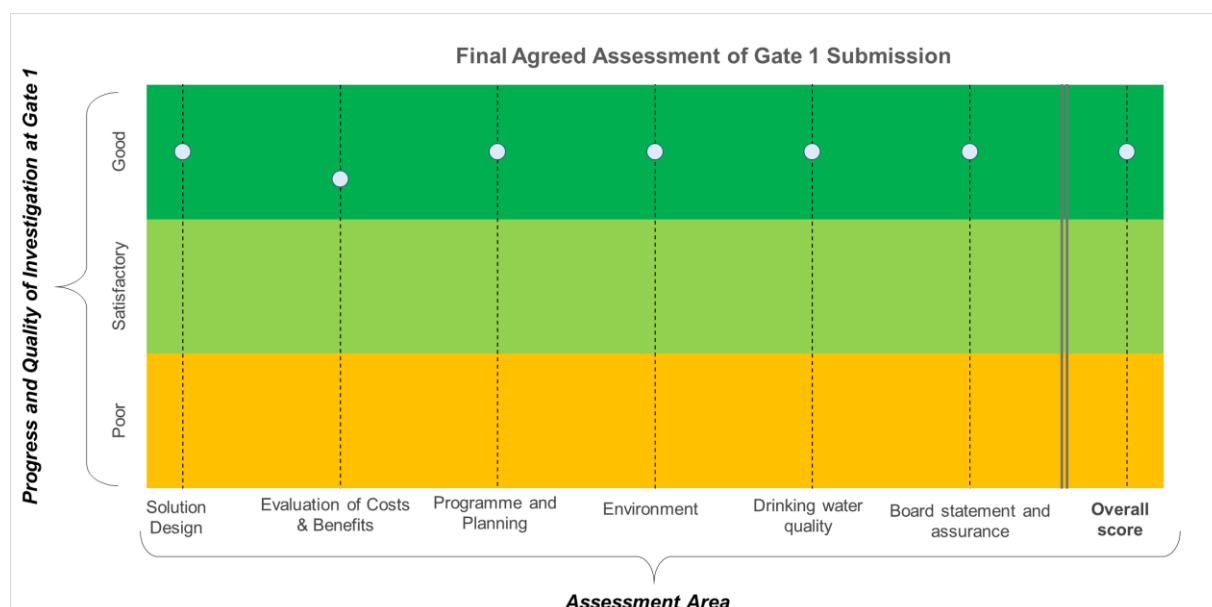 Final Agreed Assessment of Gate 1 Submission
Progress and Quality of Investigation at Gate 1
Good
Satisfactory
Poor
Solution
Design
Evaluation of Costs
& Benefits
Programme and
Planning
Environment
Drinking water
quality
Board statement and
assurance
Overall
score
Assessment Area